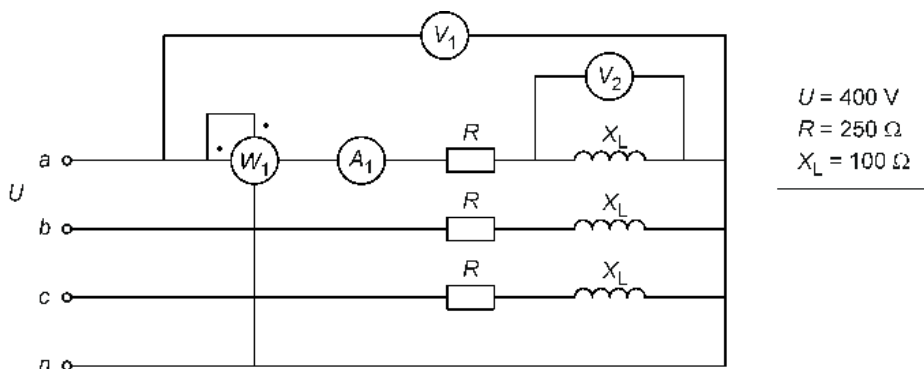 V1
V2
U = 400 V
R = 250 Ω
XL = 100 Ω
R
XL
a
W1
A1
U
R
XL
b
R
XL
c
n